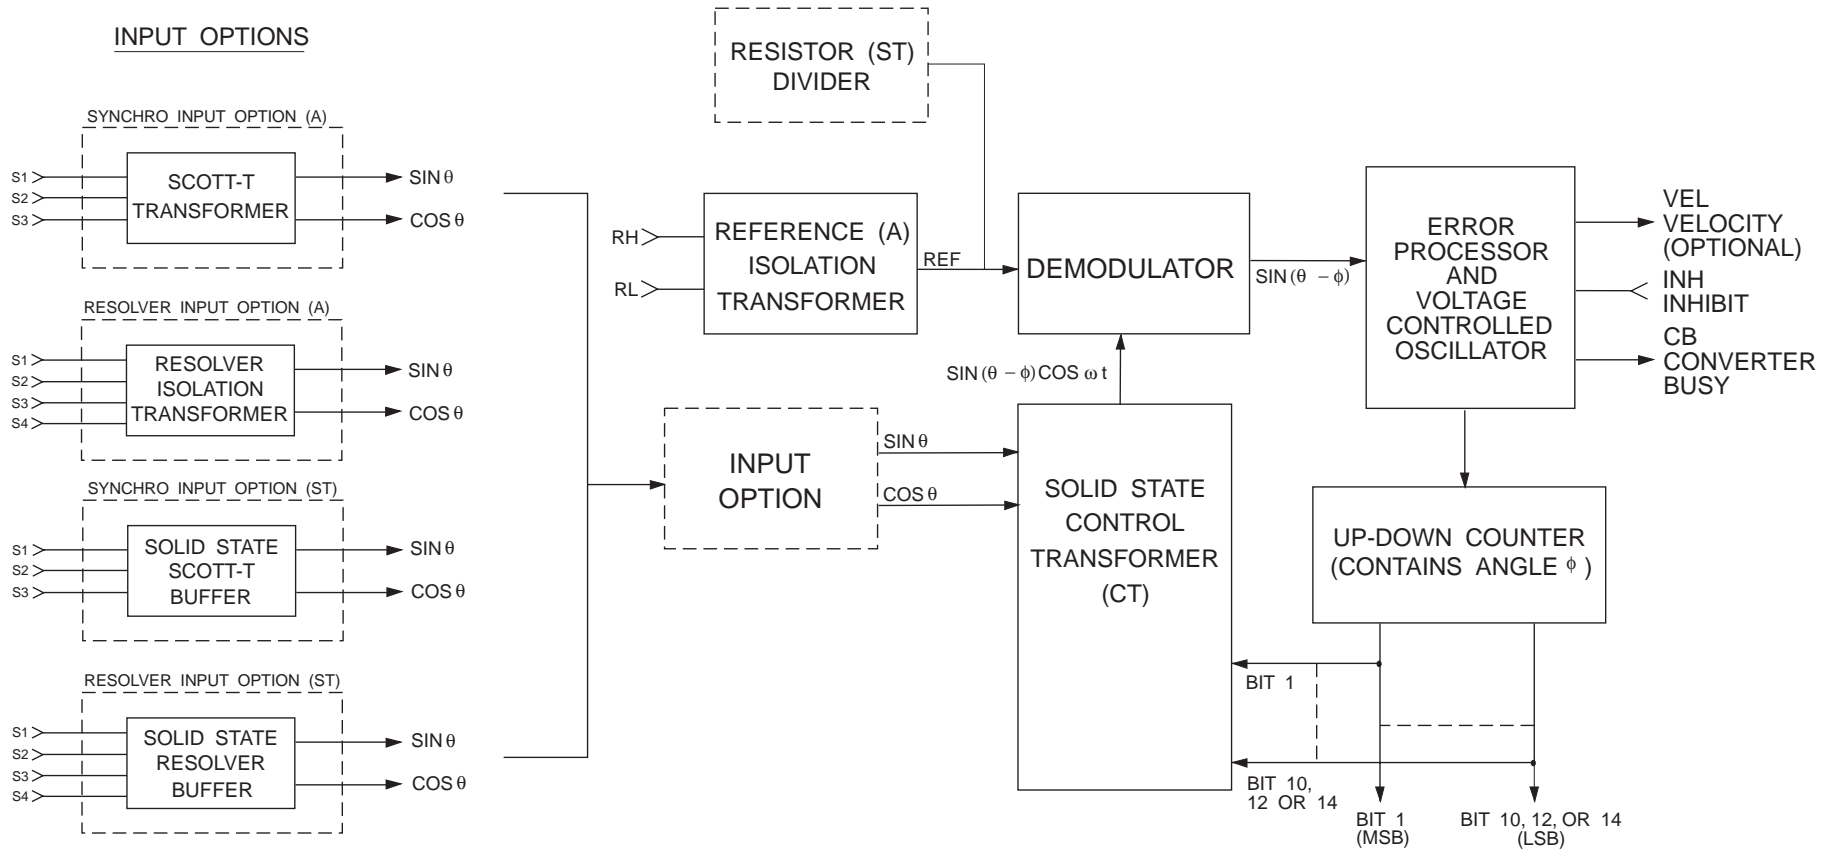 INPUT OPTIONS
SYNCHRO INPUT OPTION (A)
S1
S2
S3
SCOTT-T
TRANSFORMER
SIN θ
COS θ
RESOLVER INPUT OPTION (A)
S1
S2
S3
S4
RESOLVER
ISOLATION
TRANSFORMER
SIN θ
COS θ
SYNCHRO INPUT OPTION (ST)
S1
S2
S3
SOLID STATE
SCOTT-T
BUFFER
SIN θ
COS θ
RESOLVER INPUT OPTION (ST)
S1
S2
S3
S4
SOLID STATE
RESOLVER
BUFFER
SIN θ
COS θ
RESISTOR (ST)
DIVIDER
RH
RL
REFERENCE (A)
ISOLATION
TRANSFORMER
REF
DEMODULATOR
SIN (θ - ϕ)
SIN (θ - ϕ) COS ω t
INPUT
OPTION
SIN θ
COS θ
SOLID STATE
CONTROL
TRANSFORMER
(CT)
ERROR
PROCESSOR
AND
VOLTAGE
CONTROLLED
OSCILLATOR
VEL
VELOCITY
(OPTIONAL)
INH
INHIBIT
CB
CONVERTER
BUSY
UP-DOWN COUNTER
(CONTAINS ANGLE ϕ )
BIT 1
BIT 10,
12 OR 14
BIT 1
(MSB)
BIT 10, 12, OR 14
(LSB)